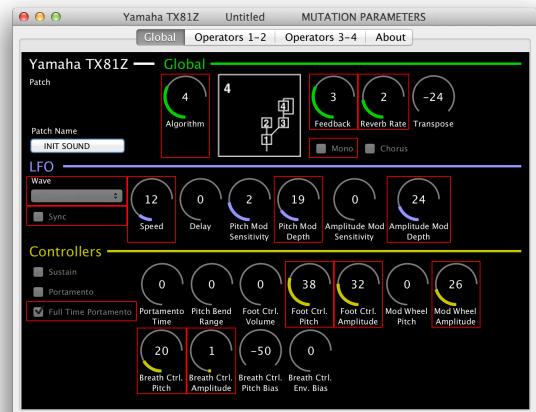 Yamaha TX81Z Untitled MUTATION PARAMETERS
Global Operators 1-2 Operators 3-4 About
Yamaha TX81Z Global
Patch
4
4
3
2
1
4
Algorithm
3
Feedback
2
Reverb Rate
-24
Transpose
Patch Name
INIT SOUND
Mono
Chorus
LFO
Wave
Sync
12
Speed
0
Delay
2
Pitch Mod
Sensitivity
19
Pitch Mod
Depth
0
Amplitude Mod
Sensitivity
24
Amplitude Mod
Depth
Controllers
Sustain
Portamento
Full Time Portamento
0
Portamento
Time
0
Pitch Bend
Range
0
Foot Ctrl.
Volume
38
Foot Ctrl.
Pitch
32
Foot Ctrl.
Amplitude
0
Mod Wheel
Pitch
26
Mod Wheel
Amplitude
20
Breath Ctrl.
Pitch
1
Breath Ctrl.
Amplitude
-50
Breath Ctrl.
Pitch Bias
0
Breath Ctrl.
Env. Bias